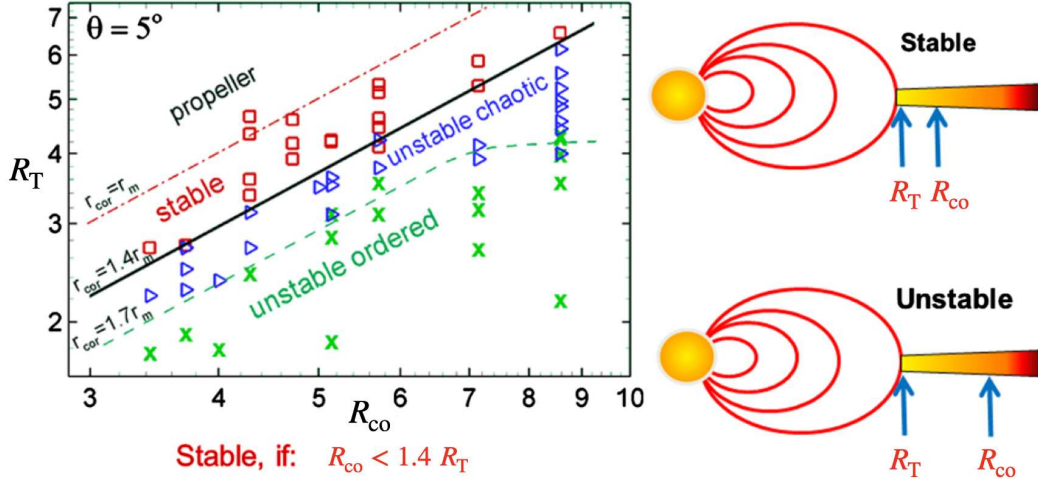 7
6
5
4
3
2
R_T
θ = 5°
propeller
r_cor=r_m
stable
r_cor=1.4r_m
unstable chaotic
r_cor=1.7r_m
unstable ordered
3
4
5
6
7
8
9
10
R_co
Stable, if: R_co < 1.4 R_T
Stable
R_T R_co
Unstable
R_T R_co